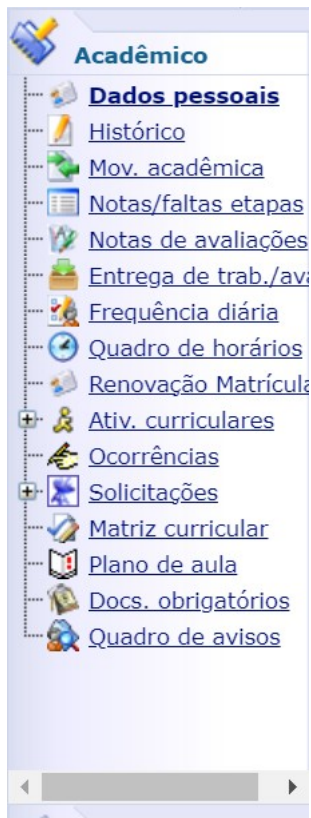 Acadêmico
Dados pessoais
Histórico
Mov. acadêmica
Notas/faltas etapas
Notas de avaliações
Entrega de trab./ava
Frequência diária
Quadro de horários
Renovação Matrícula
Ativ. curriculares
Ocorrências
Solicitações
Matriz curricular
Plano de aula
Docs. obrigatórios
Quadro de avisos